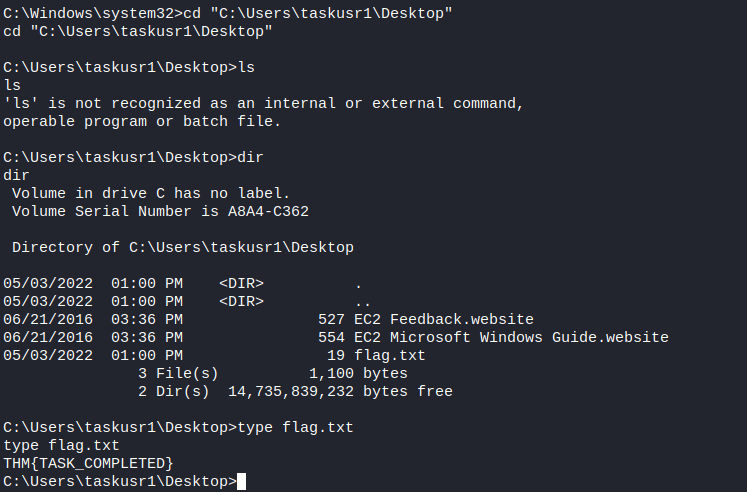 C:\Windows\system32>cd "C:\Users\taskusr1\Desktop"
cd "C:\Users\taskusr1\Desktop"

C:\Users\taskusr1\Desktop>ls
ls
'ls' is not recognized as an internal or external command,
operable program or batch file.

C:\Users\taskusr1\Desktop>dir
dir
 Volume in drive C has no label.
 Volume Serial Number is A8A4-C362

 Directory of C:\Users\taskusr1\Desktop

05/03/2022  01:00 PM    <DIR>          .
05/03/2022  01:00 PM    <DIR>          ..
06/21/2016  03:36 PM               527 EC2 Feedback.website
06/21/2016  03:36 PM               554 EC2 Microsoft Windows Guide.website
05/03/2022  01:00 PM                19 flag.txt
               3 File(s)          1,100 bytes
               2 Dir(s)  14,735,839,232 bytes free

C:\Users\taskusr1\Desktop>type flag.txt
type flag.txt
THM{TASK_COMPLETED}
C:\Users\taskusr1\Desktop>